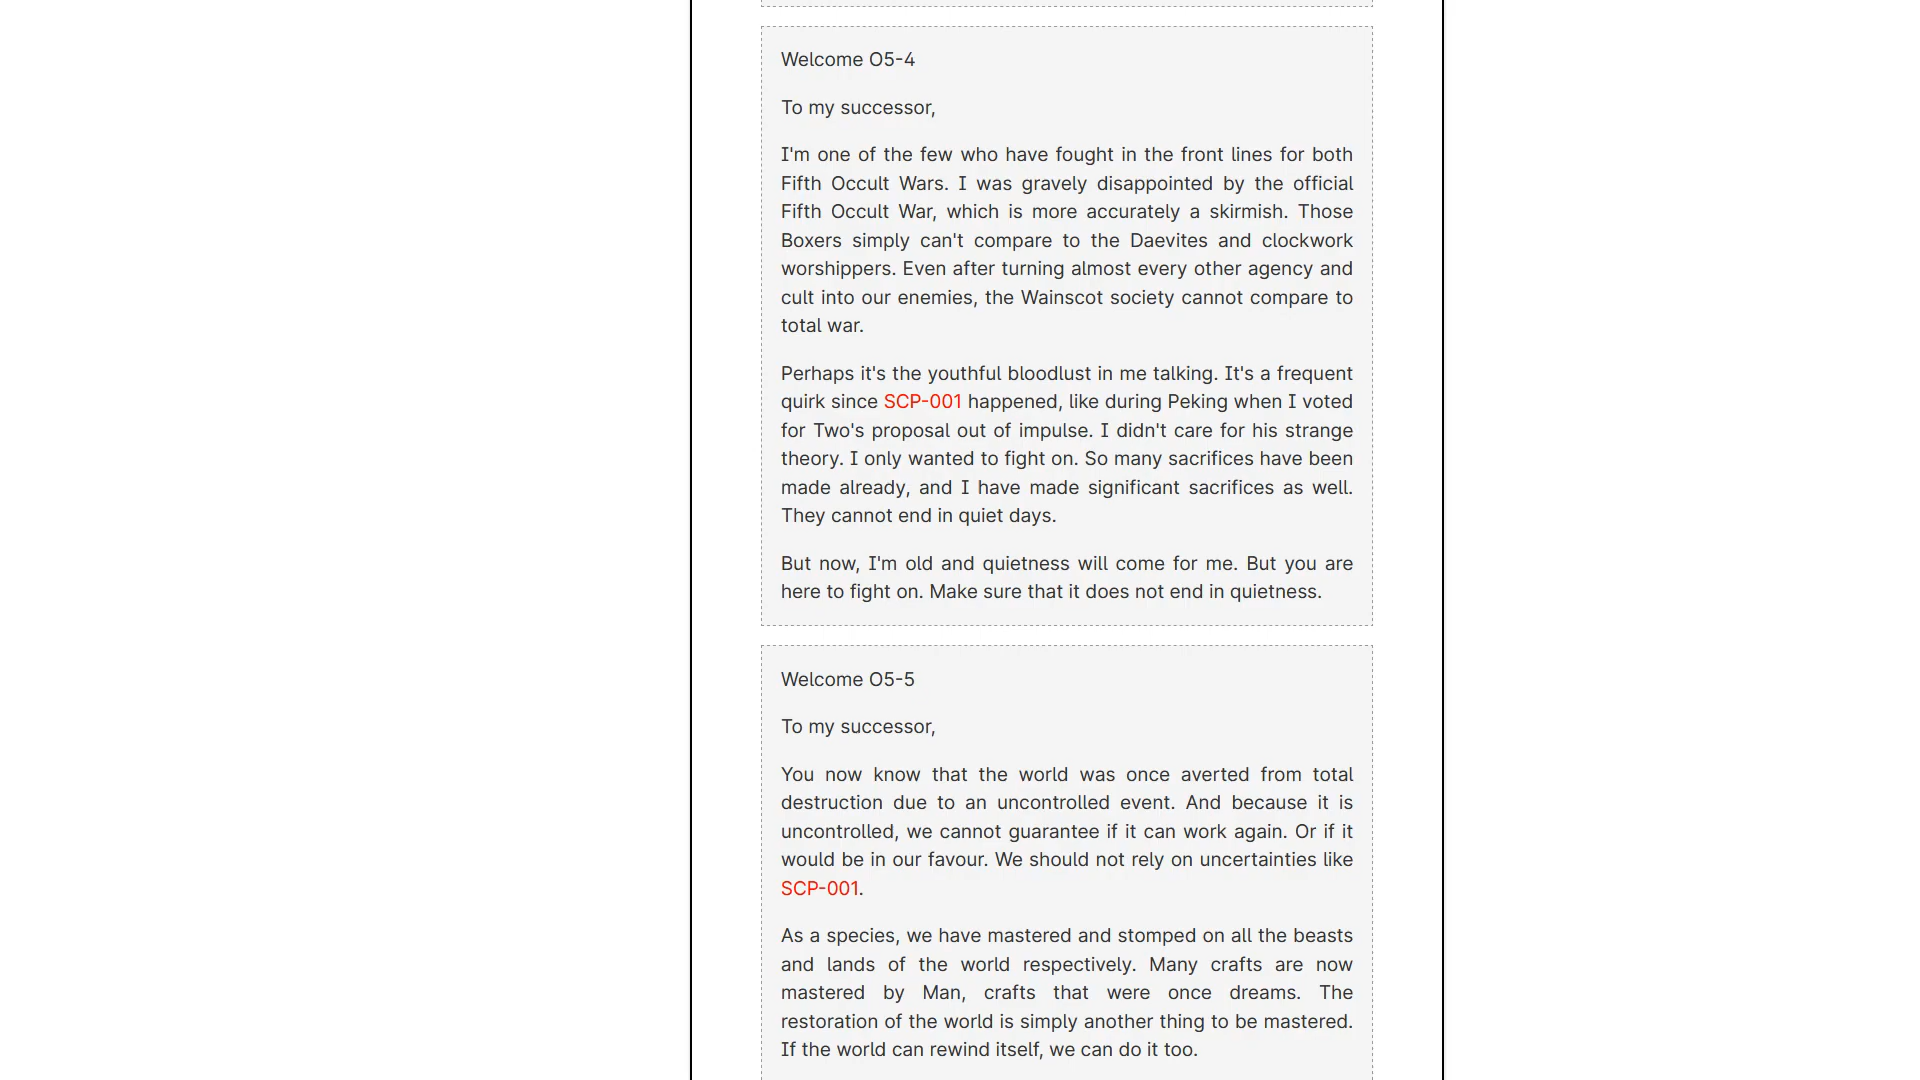 Welcome O5-4
To my successor,
I'm one of the few who have fought in the front lines for both
Fifth Occult Wars. I was gravely disappointed by the official
Fifth Occult War, which is more accurately a skirmish. Those
Boxers simply can't compare to the Daevites and clockwork
worshippers. Even after turning almost every other agency and
cult into our enemies, the Wainscot society cannot compare to
total war.
Perhaps it's the youthful bloodlust in me talking. It's a frequent
quirk since SCP-001 happened, like during Peking when I voted
for Two's proposal out of impulse. I didn't care for his strange
theory. I only wanted to fight on. So many sacrifices have been
made already, and I have made significant sacrifices as well.
They cannot end in quiet days.
But now, I'm old and quietness will come for me. But you are
here to fight on. Make sure that it does not end in quietness.
Welcome O5-5
To my successor,
You now know that the world was once averted from total
destruction due to an uncontrolled event. And because it is
uncontrolled, we cannot guarantee if it can work again. Or if it
would be in our favour. We should not rely on uncertainties like
SCP-001.
As a species, we have mastered and stomped on all the beasts
and lands of the world respectively. Many crafts are now
mastered by Man, crafts that were once dreams. The
restoration of the world is simply another thing to be mastered.
If the world can rewind itself, we can do it too.